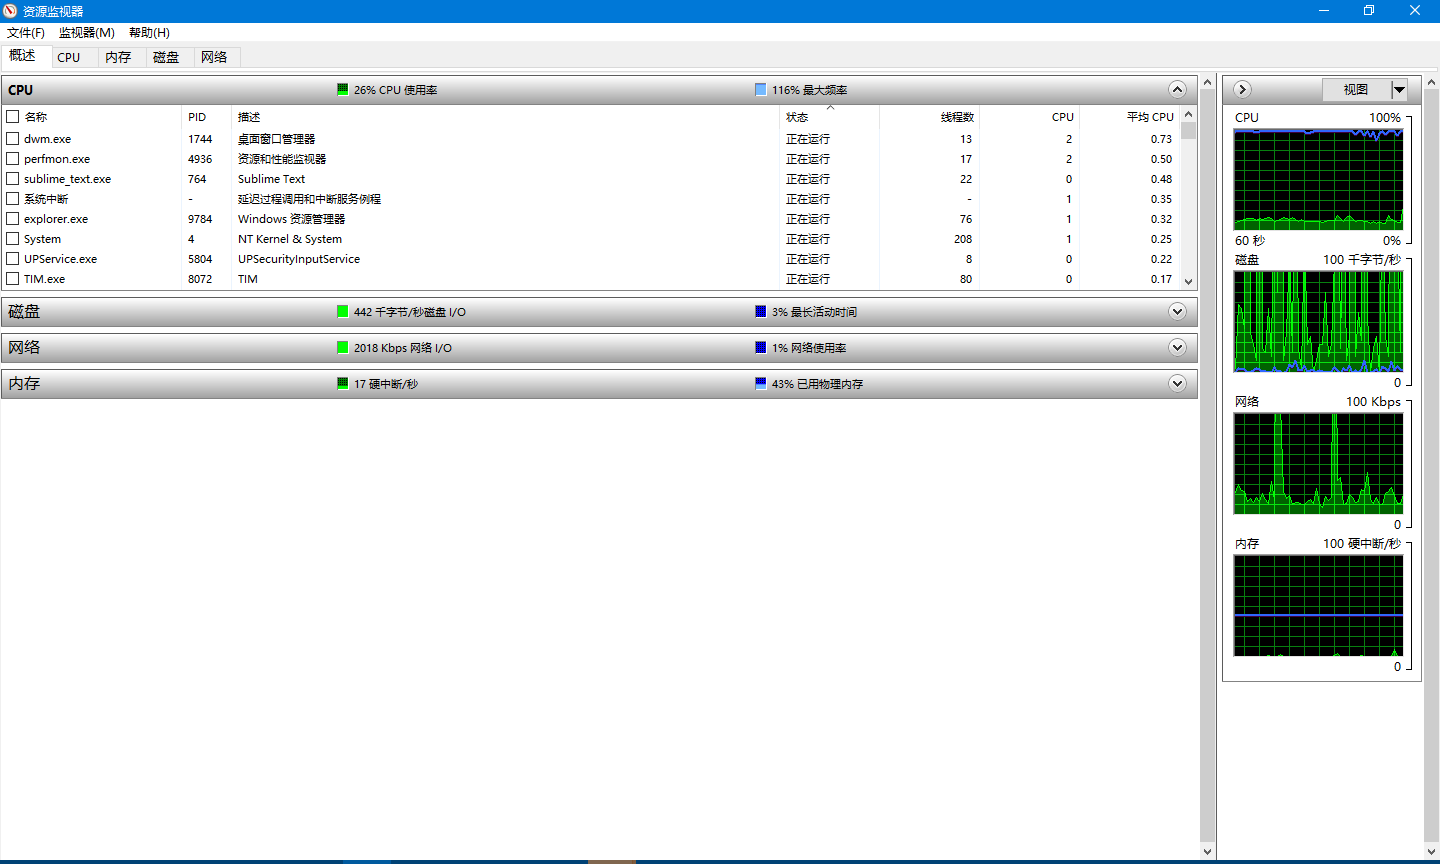 资源监视器
文件(F) 监视器(M) 帮助(H)
概述 CPU 内存 磁盘 网络
CPU 26% CPU 使用率 116% 最大频率
名称 PID 描述 状态 线程数 CPU 平均 CPU
dwm.exe 1744 桌面窗口管理器 正在运行 13 2 0.73
perfmon.exe 4936 资源和性能监视器 正在运行 17 2 0.50
sublime_text.exe 764 Sublime Text 正在运行 22 0 0.48
系统中断 - 延迟过程调用和中断服务例程 正在运行 - 1 0.35
explorer.exe 9784 Windows 资源管理器 正在运行 76 1 0.32
System 4 NT Kernel & System 正在运行 208 1 0.25
UPService.exe 5804 UPSecurityInputService 正在运行 8 0 0.22
TIM.exe 8072 TIM 正在运行 80 0 0.17
磁盘 442 千字节/秒磁盘 I/O 3% 最长活动时间
网络 2018 Kbps 网络 I/O 1% 网络使用率
内存 17 硬中断/秒 43% 已用物理内存
视图
CPU 100%
60 秒 0%
磁盘 100 千字节/秒
0
网络 100 Kbps
0
内存 100 硬中断/秒
0